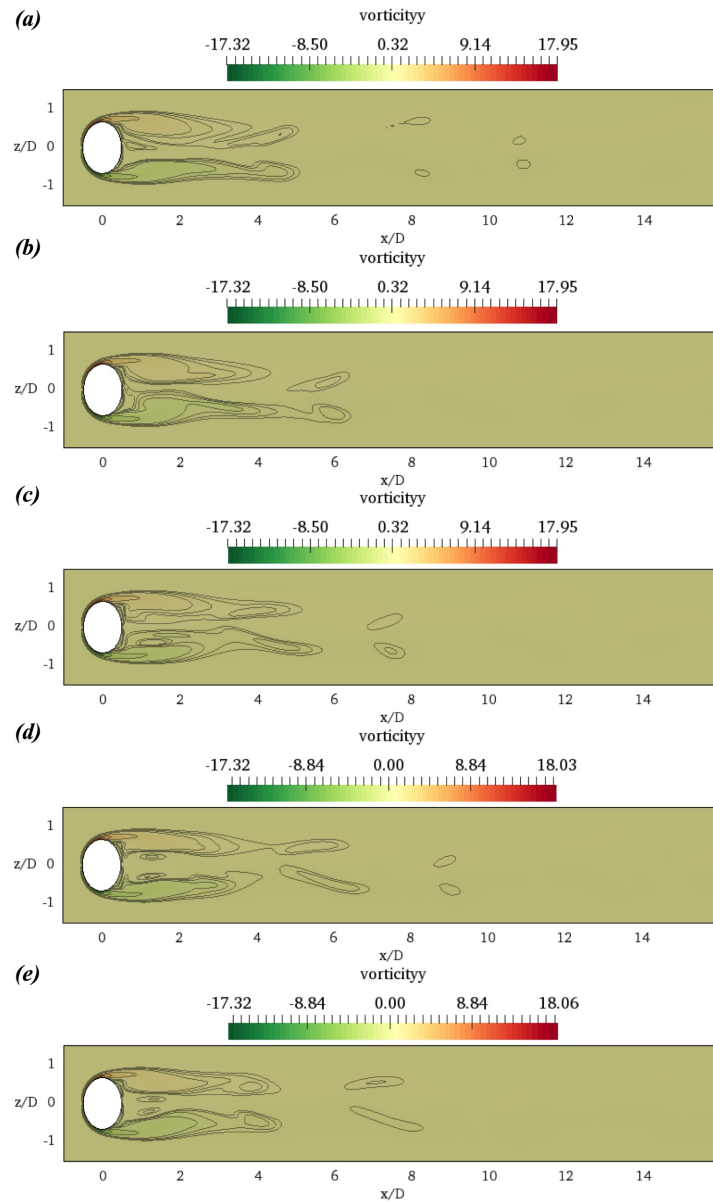 (a)
vorticityy
-17.32 -8.50 0.32 9.14 17.95
1
z/D 0
-1
0 2 4 6 8 10 12 14
x/D
(b)
vorticityy
-17.32 -8.50 0.32 9.14 17.95
1
z/D 0
-1
0 2 4 6 8 10 12 14
x/D
(c)
vorticityy
-17.32 -8.50 0.32 9.14 17.95
1
z/D 0
-1
0 2 4 6 8 10 12 14
x/D
(d)
vorticityy
-17.32 -8.84 0.00 8.84 18.03
1
z/D 0
-1
0 2 4 6 8 10 12 14
x/D
(e)
vorticityy
-17.32 -8.84 0.00 8.84 18.06
1
z/D 0
-1
0 2 4 6 8 10 12 14
x/D